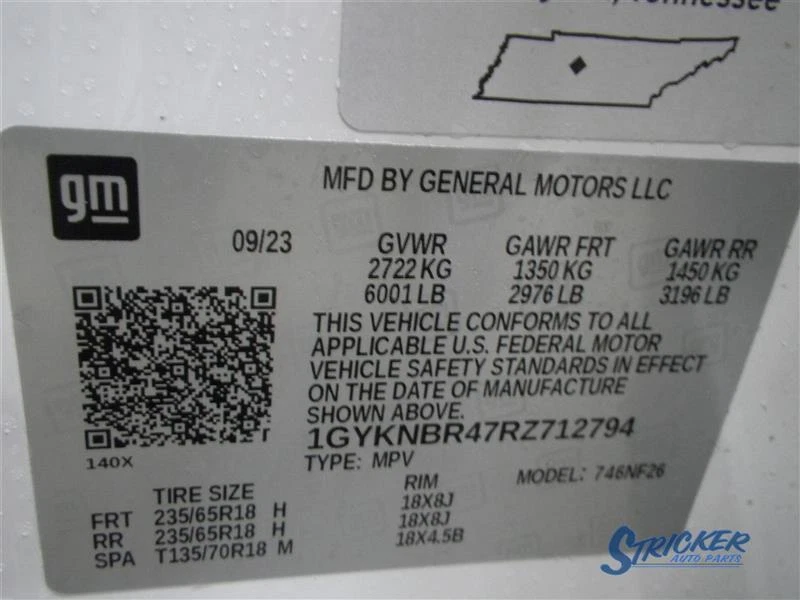 Tennessee
gm
MFD BY GENERAL MOTORS LLC
09/23
GVWR GAWR FRT GAWR RR
2722 KG 1350 KG 1450 KG
6001 LB 2976 LB 3196 LB
THIS VEHICLE CONFORMS TO ALL
APPLICABLE U.S. FEDERAL MOTOR
VEHICLE SAFETY STANDARDS IN EFFECT
ON THE DATE OF MANUFACTURE
SHOWN ABOVE.
1GYKNBR47RZ712794
140X
TYPE: MPV MODEL: 746NF26
TIRE SIZE RIM
FRT 235/65R18 H 18X8J
RR 235/65R18 H 18X8J
SPA T135/70R18 M 18X4.5B
STRICKER
AUTO PARTS